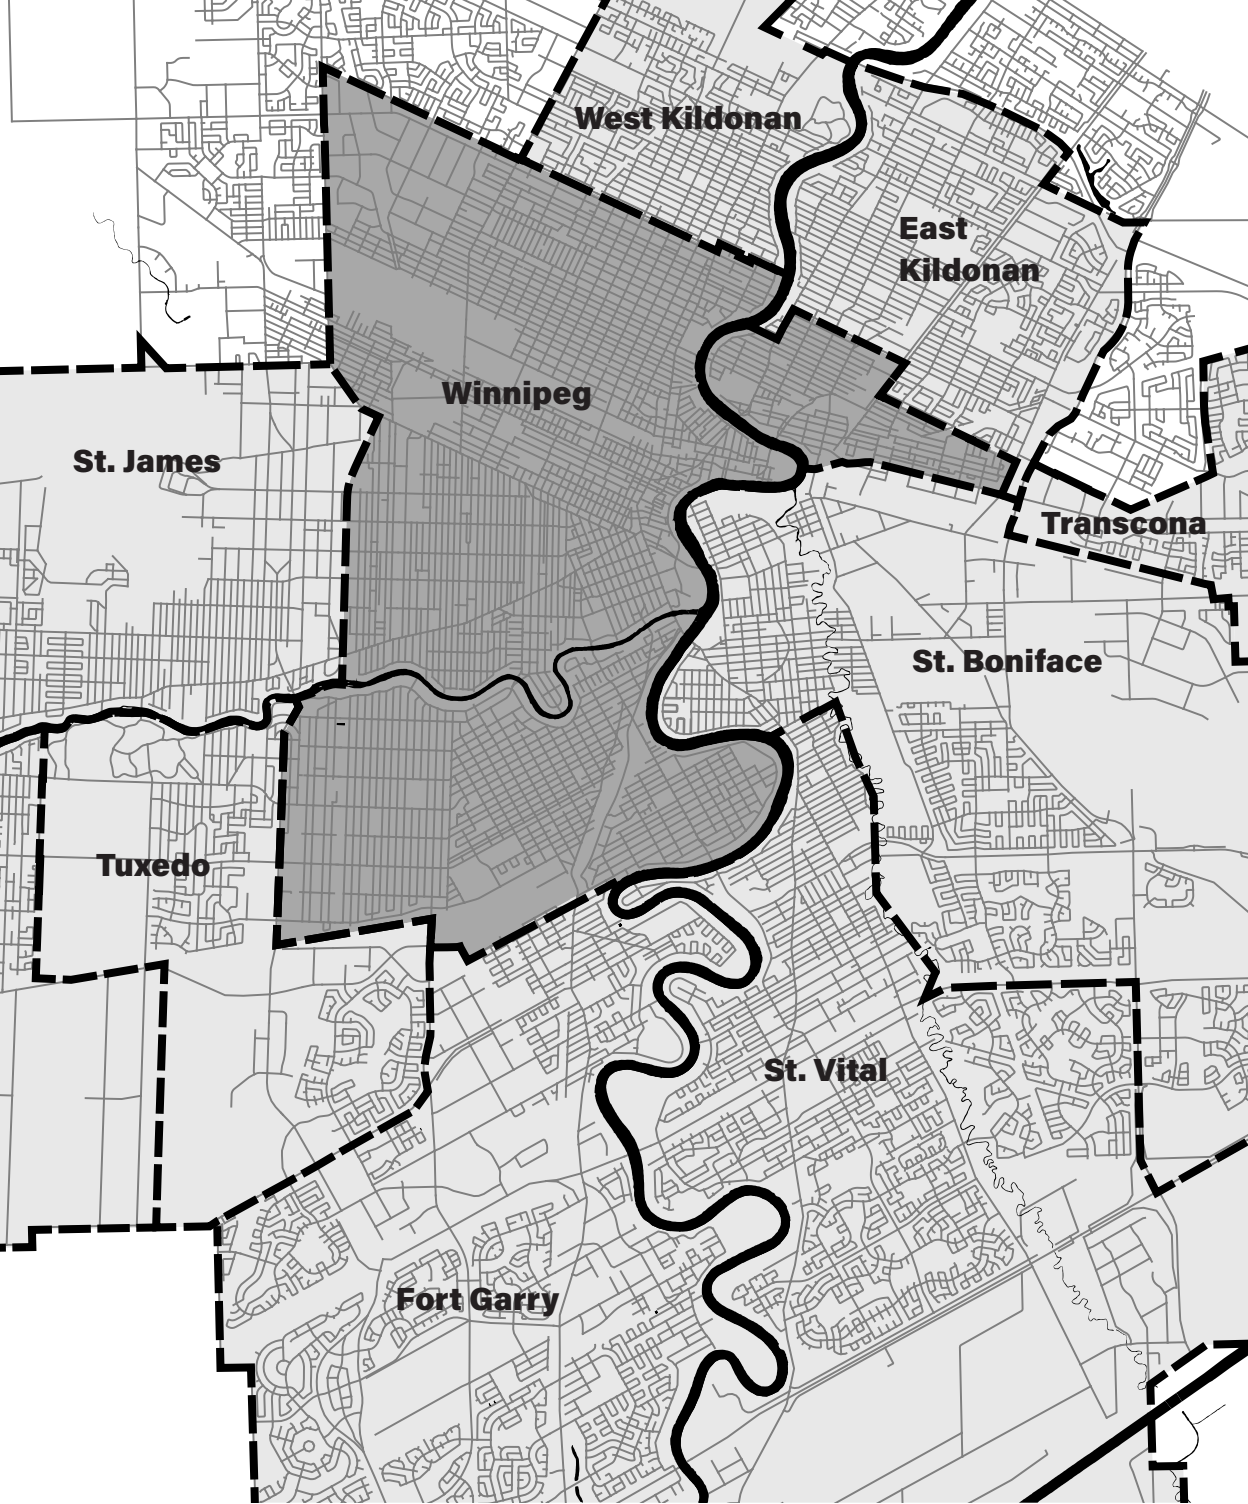 West Kildonan
East
Kildonan
Winnipeg
St. James
Transcona
St. Boniface
Tuxedo
St. Vital
Fort Garry